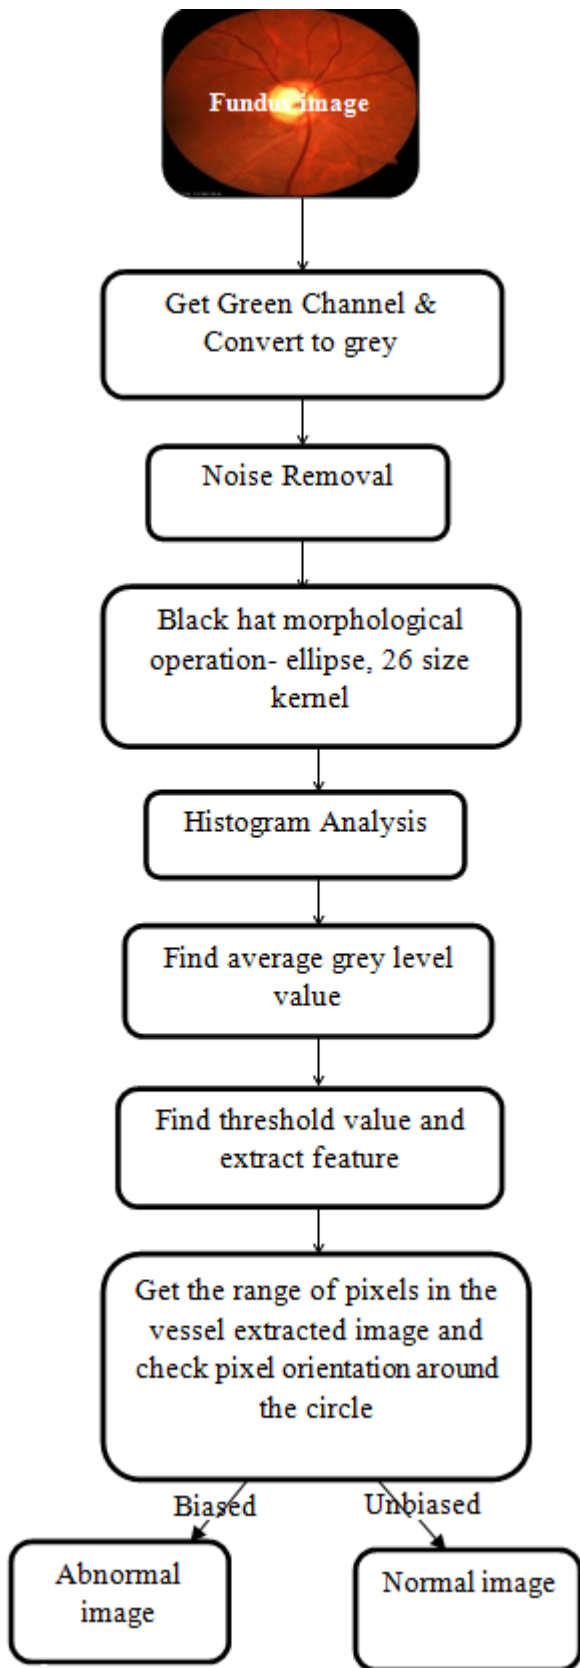 Fundus image
Get Green Channel &
Convert to grey
Noise Removal
Black hat morphological
operation- ellipse, 26 size
kernel
Histogram Analysis
Find average grey level
value
Find threshold value and
extract feature
Get the range of pixels in the
vessel extracted image and
check pixel orientation around
the circle
Biased
Unbiased
Abnormal
image
Normal image